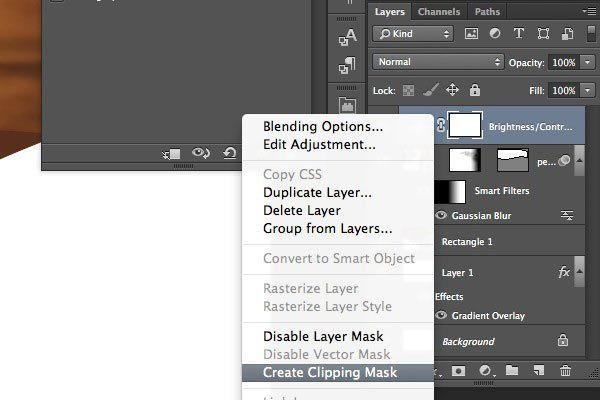 Layers Channels Paths
Kind
Normal Opacity: 100%
Lock: Fill: 100%
Brightness/Contr...
pe...
Smart Filters
Gaussian Blur
Rectangle 1
Layer 1 fx
Effects
Gradient Overlay
Background
Blending Options...
Edit Adjustment...
Copy CSS
Duplicate Layer...
Delete Layer
Group from Layers...
Convert to Smart Object
Rasterize Layer
Rasterize Layer Style
Disable Layer Mask
Disable Vector Mask
Create Clipping Mask